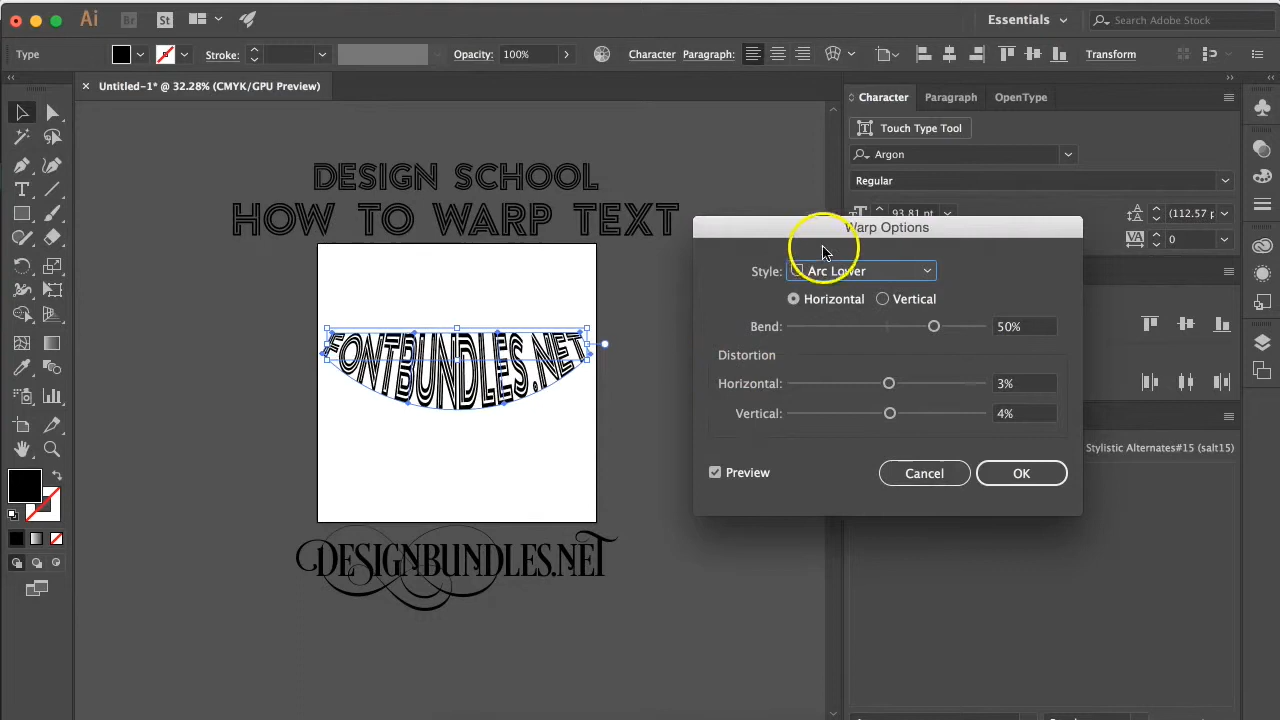 Ai Br St Essentials Search Adobe Stock
Type Stroke: Opacity: 100% Character Paragraph: Transform
× Untitled-1* @ 32.28% (CMYK/GPU Preview)
Character Paragraph OpenType
Touch Type Tool
Argon
Regular
93.81 pt (112.57 p
0
DESIGN SCHOOL
HOW TO WARP TEXT
FONTBUNDLES.NET
DESIGNBUNDLES.NET
Warp Options
Style: Arc Lower
Horizontal Vertical
Bend: 50%
Distortion
Horizontal: 3%
Vertical: 4%
Preview Cancel OK
Stylistic Alternates#15 (salt15)